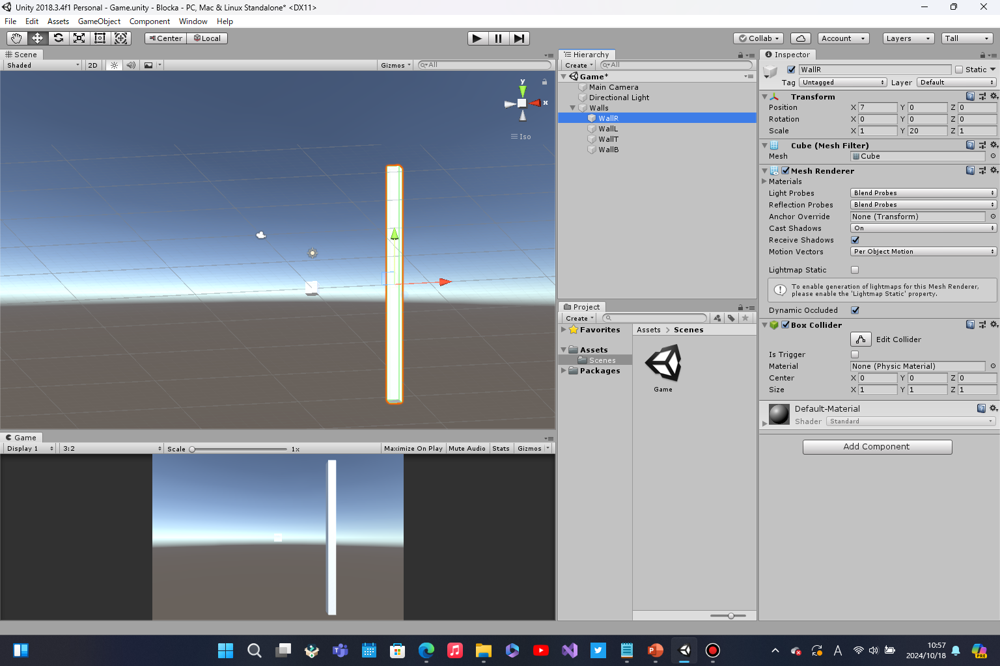 Unity 2018.3.4f1 Personal - Game.unity - Blocka - PC, Mac & Linux Standalone* <DX11>
File Edit Assets GameObject Component Window Help
Center Local
Collab Account Layers Tall
Scene
Shaded 2D Gizmos All
y
x
Iso
Hierarchy
Create All
Game*
Main Camera
Directional Light
Walls
WallR
WallL
WallT
WallB
Inspector
WallR Static
Tag Untagged Layer Default
Transform
Position X 7 Y 0 Z 0
Rotation X 0 Y 0 Z 0
Scale X 1 Y 20 Z 1
Cube (Mesh Filter)
Mesh Cube
Mesh Renderer
Materials
Light Probes Blend Probes
Reflection Probes Blend Probes
Anchor Override None (Transform)
Cast Shadows On
Receive Shadows
Motion Vectors Per Object Motion
Lightmap Static
To enable generation of lightmaps for this Mesh Renderer,
please enable the 'Lightmap Static' property.
Dynamic Occluded
Box Collider
Edit Collider
Is Trigger
Material None (Physic Material)
Center X 0 Y 0 Z 0
Size X 1 Y 1 Z 1
Default-Material
Shader Standard
Add Component
Project
Create
Favorites
Assets
Scenes
Packages
Assets Scenes
Game
Game
Display 1 3:2 Scale 1x Maximize On Play Mute Audio Stats Gizmos
A
10:57
2024/10/18
PRE